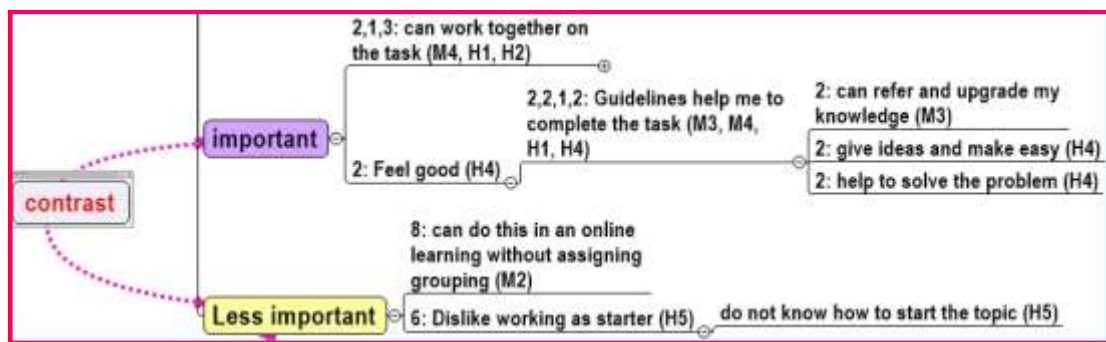 contrast
important
2,1,3: can work together on
the task (M4, H1, H2)
2: Feel good (H4)
2,2,1,2: Guidelines help me to
complete the task (M3, M4,
H1, H4)
2: can refer and upgrade my
knowledge (M3)
2: give ideas and make easy (H4)
2: help to solve the problem (H4)
Less important
8: can do this in an online
learning without assigning
grouping (M2)
6: Dislike working as starter (H5)
do not know how to start the topic (H5)